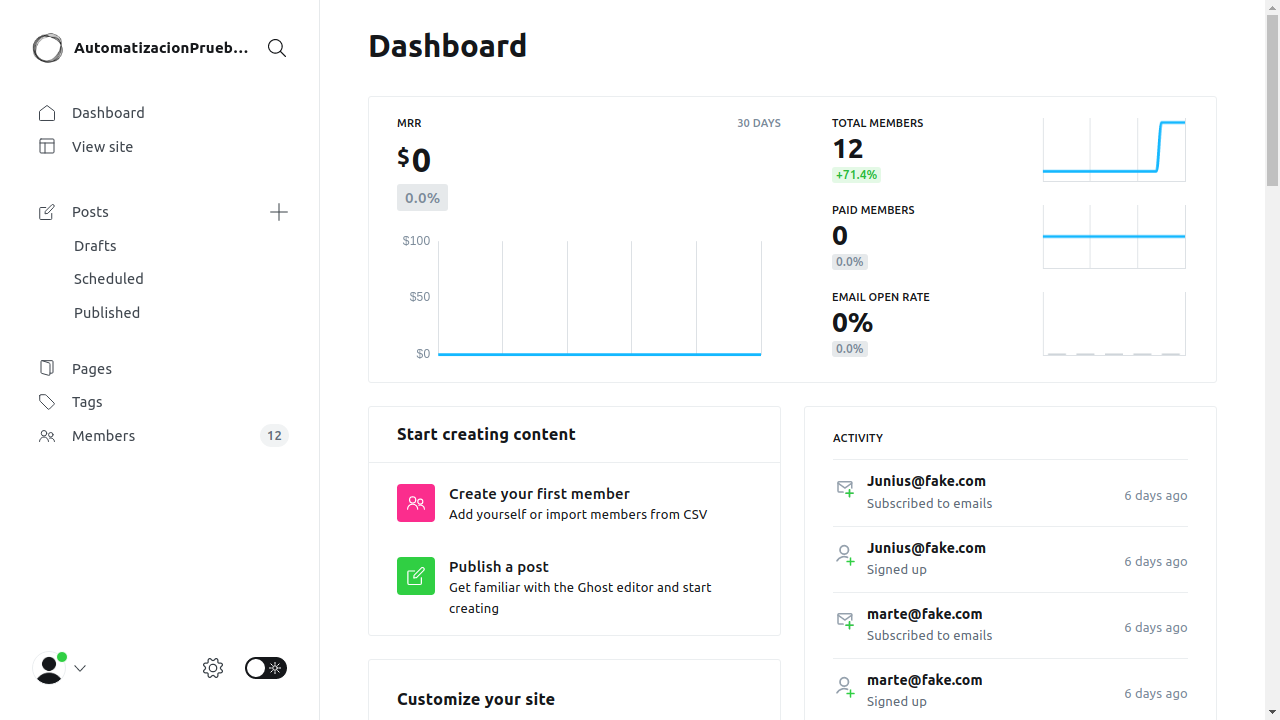 AutomatizacionPrueb...
Dashboard
View site
Posts
Drafts
Scheduled
Published
Pages
Tags
Members
12
Dashboard
MRR
30 DAYS
$0
0.0%
$100
$50
$0
TOTAL MEMBERS
12
+71.4%
PAID MEMBERS
0
0.0%
EMAIL OPEN RATE
0%
0.0%
Start creating content
Create your first member
Add yourself or import members from CSV
Publish a post
Get familiar with the Ghost editor and start
creating
Customize your site
ACTIVITY
Junius@fake.com
Subscribed to emails
6 days ago
Junius@fake.com
Signed up
6 days ago
marte@fake.com
Subscribed to emails
6 days ago
marte@fake.com
Signed up
6 days ago